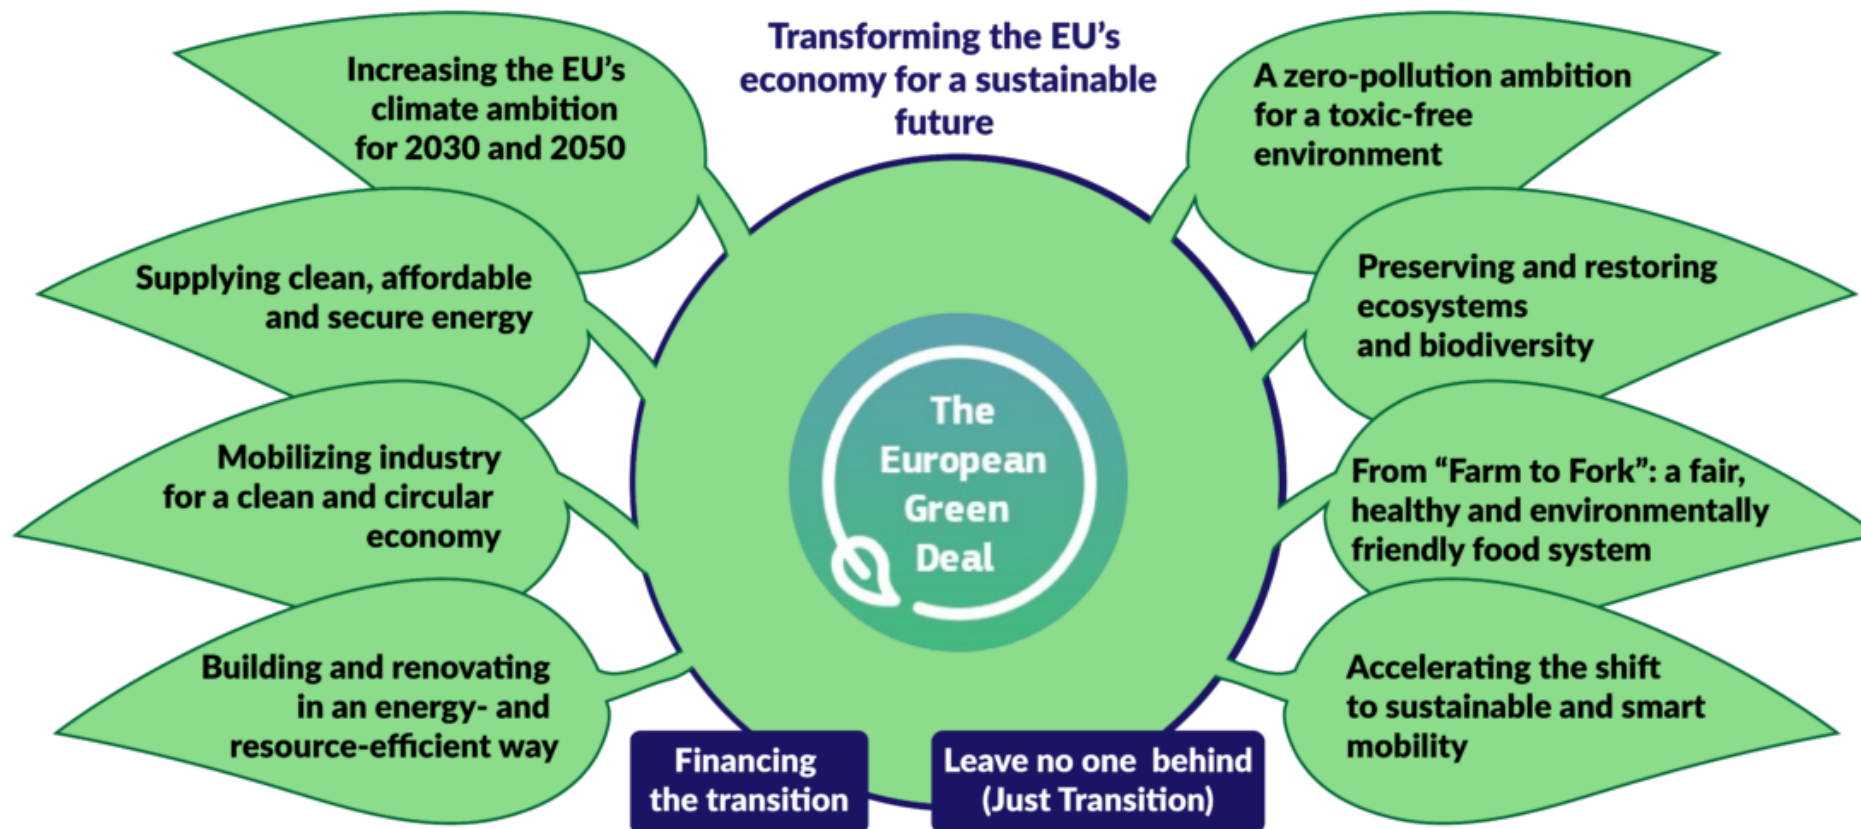 Transforming the EU's
economy for a sustainable
future
Increasing the EU's
climate ambition
for 2030 and 2050
Supplying clean, affordable
and secure energy
Mobilizing industry
for a clean and circular
economy
Building and renovating
in an energy- and
resource-efficient way
The
European
Green
Deal
A zero-pollution ambition
for a toxic-free
environment
Preserving and restoring
ecosystems
and biodiversity
From “Farm to Fork”: a fair,
healthy and environmentally
friendly food system
Accelerating the shift
to sustainable and smart
mobility
Financing
the transition
Leave no one behind
(Just Transition)